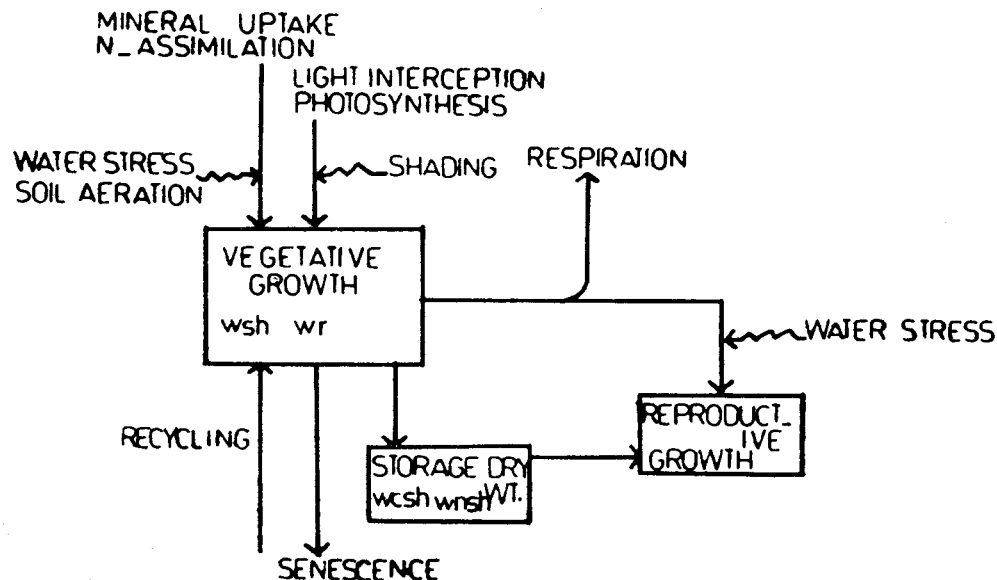 MINERAL UPTAKE
N_ASSIMILATION
LIGHT INTERCEPTION
PHOTOSYNTHESIS
WATER STRESS
SOIL AERATION
SHADING
RESPIRATION
VEGETATIVE
GROWTH
wsh wr
WATER STRESS
REPRODUCT_
IVE
GROWTH
RECYCLING
STORAGE DRY
wcsh wnsh WT.
SENESCENCE